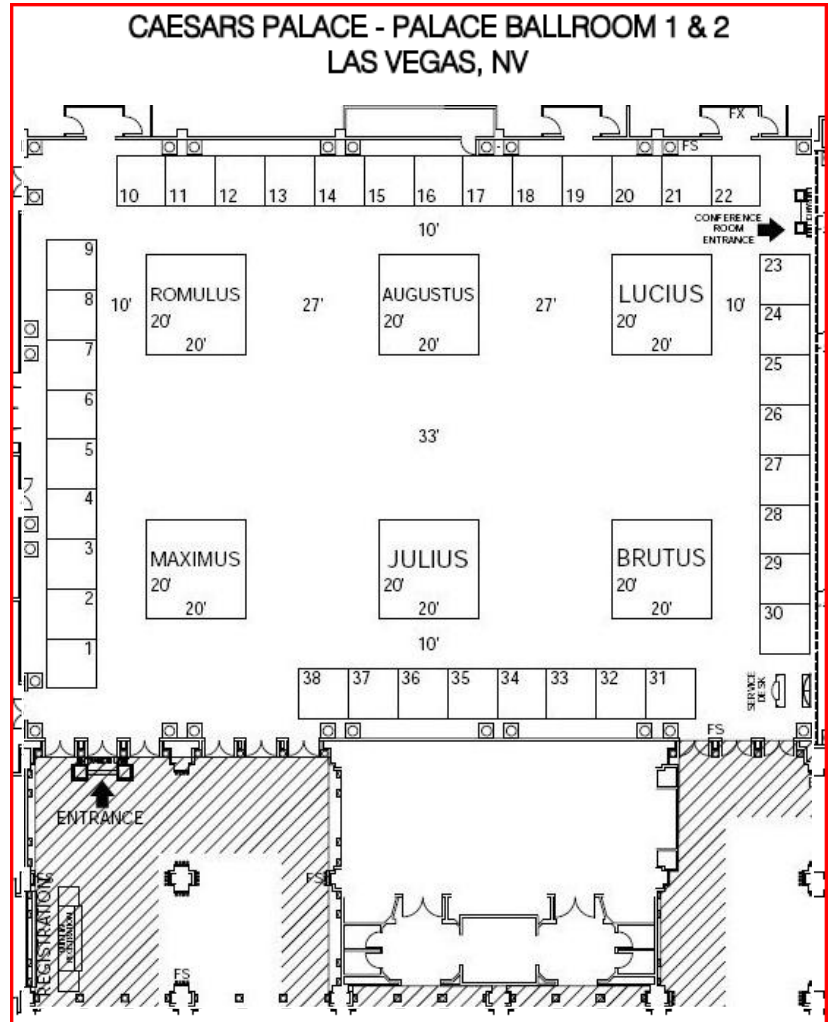 CAESARS PALACE - PALACE BALLROOM 1 & 2
LAS VEGAS, NV
FX
FS
10 11 12 13 14 15 16 17 18 19 20 21 22
CONFERENCE
ROOM
ENTRANCE
10'
9
8
7
6
5
4
3
2
1
10'
ROMULUS
20'
20'
27'
AUGUSTUS
20'
20'
27'
LUCIUS
20'
20'
10'
23
24
25
26
27
28
29
30
33'
MAXIMUS
20'
20'
JULIUS
20'
20'
BRUTUS
20'
20'
10'
38 37 36 35 34 33 32 31
SERVICE
DESK
FS
ENTRANCE
FS
FS
REGISTRATION
REGISTRATION
FS